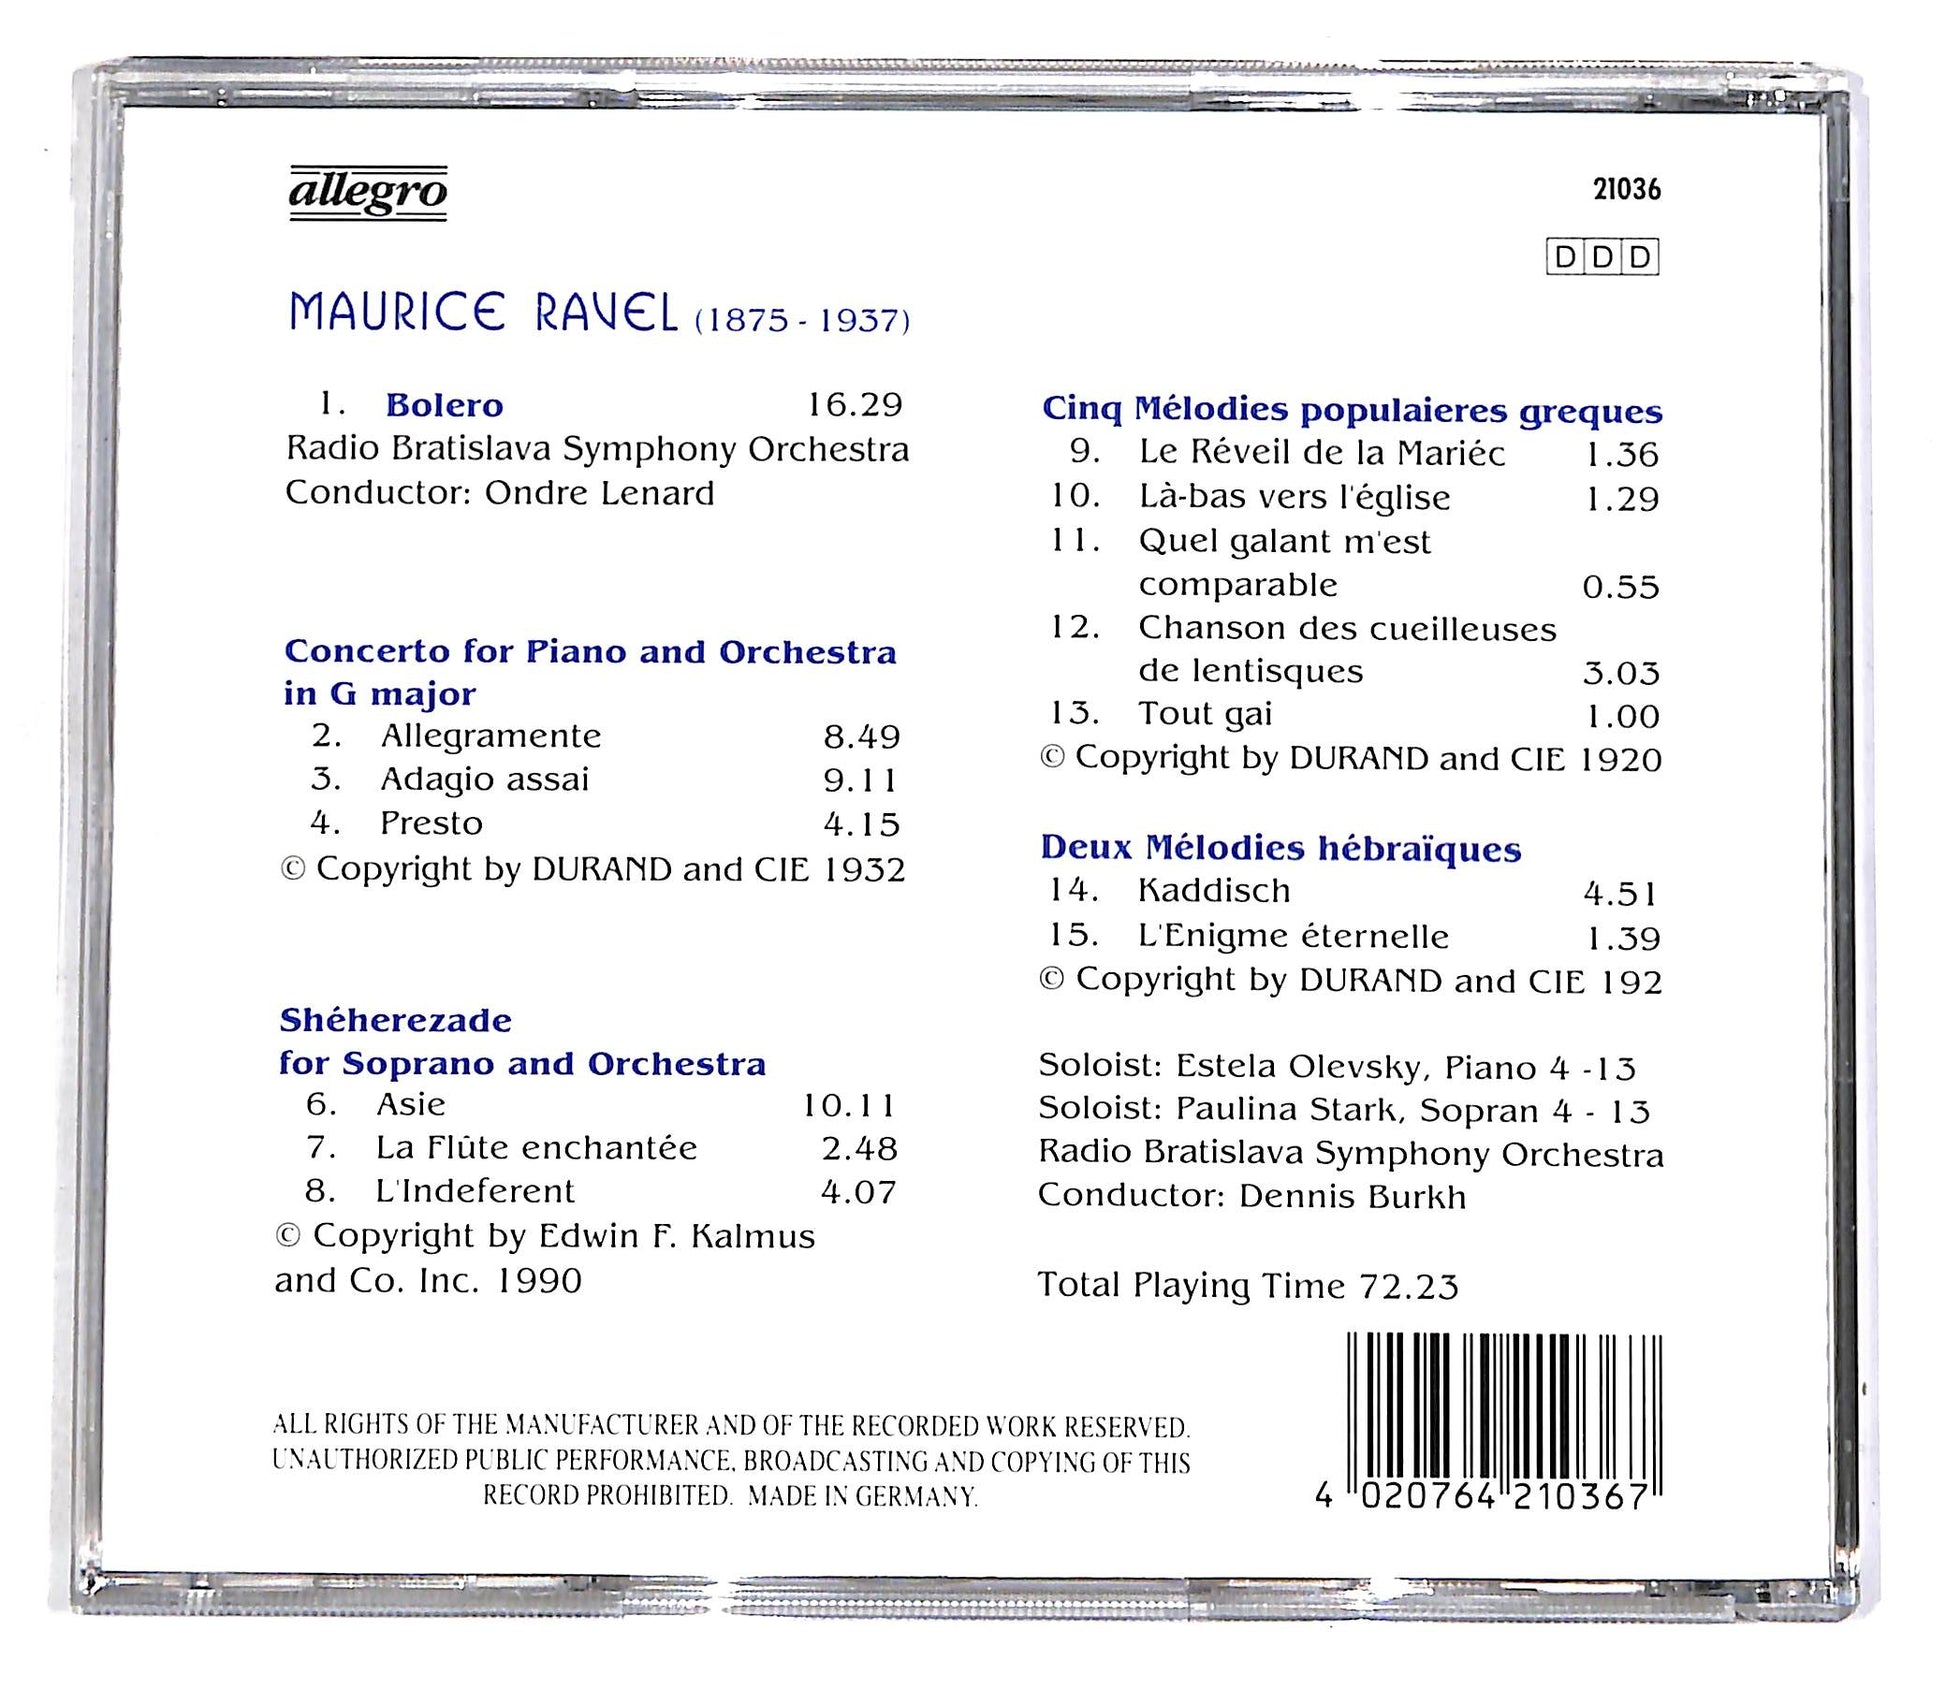 allegro
21036
DDD
MAURICE RAVEL (1875 - 1937)
1. Bolero 16.29
Radio Bratislava Symphony Orchestra
Conductor: Ondre Lenard
Concerto for Piano and Orchestra
in G major
2. Allegramente 8.49
3. Adagio assai 9.11
4. Presto 4.15
© Copyright by DURAND and CIE 1932
Shéherezade
for Soprano and Orchestra
6. Asie 10.11
7. La Flûte enchantée 2.48
8. L'Indeferent 4.07
© Copyright by Edwin F. Kalmus
and Co. Inc. 1990
Cinq Mélodies populaieres greques
9. Le Réveil de la Mariéc 1.36
10. Là-bas vers l'église 1.29
11. Quel galant m'est
comparable 0.55
12. Chanson des cueilleuses
de lentisques 3.03
13. Tout gai 1.00
© Copyright by DURAND and CIE 1920
Deux Mélodies hébraïques
14. Kaddisch 4.51
15. L'Enigme éternelle 1.39
© Copyright by DURAND and CIE 192
Soloist: Estela Olevsky, Piano 4 -13
Soloist: Paulina Stark, Sopran 4 - 13
Radio Bratislava Symphony Orchestra
Conductor: Dennis Burkh
Total Playing Time 72.23
ALL RIGHTS OF THE MANUFACTURER AND OF THE RECORDED WORK RESERVED.
UNAUTHORIZED PUBLIC PERFORMANCE, BROADCASTING AND COPYING OF THIS
RECORD PROHIBITED. MADE IN GERMANY.
4 020764 210367